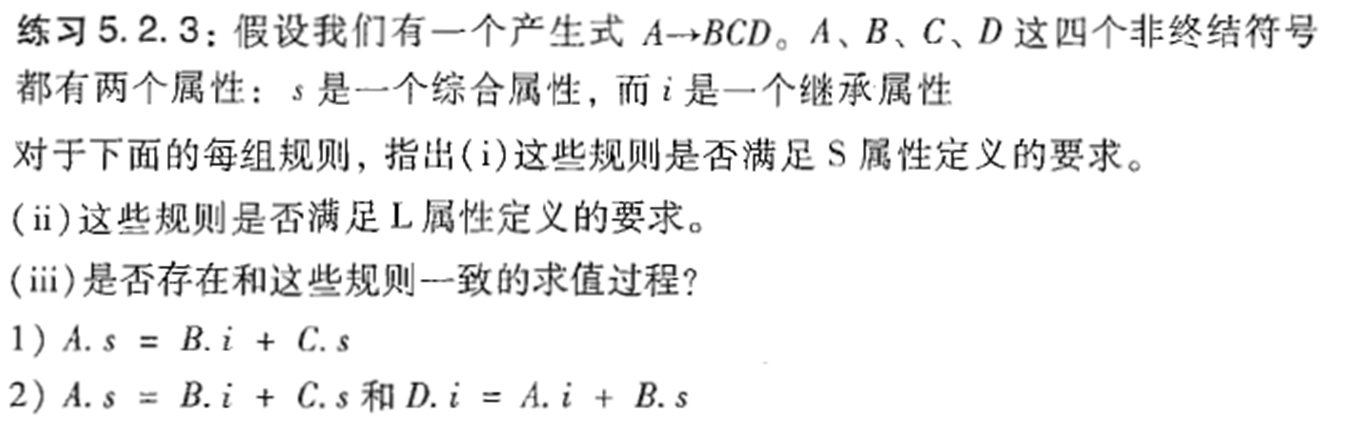 练习5.2.3：假设我们有一个产生式 A→BCD。A、B、C、D 这四个非终结符号
都有两个属性：s 是一个综合属性，而 i 是一个继承属性
对于下面的每组规则，指出(i)这些规则是否满足 S 属性定义的要求。
(ii)这些规则是否满足 L 属性定义的要求。
(iii)是否存在和这些规则一致的求值过程?
1) A.s = B.i + C.s
2) A.s = B.i + C.s 和 D.i = A.i + B.s